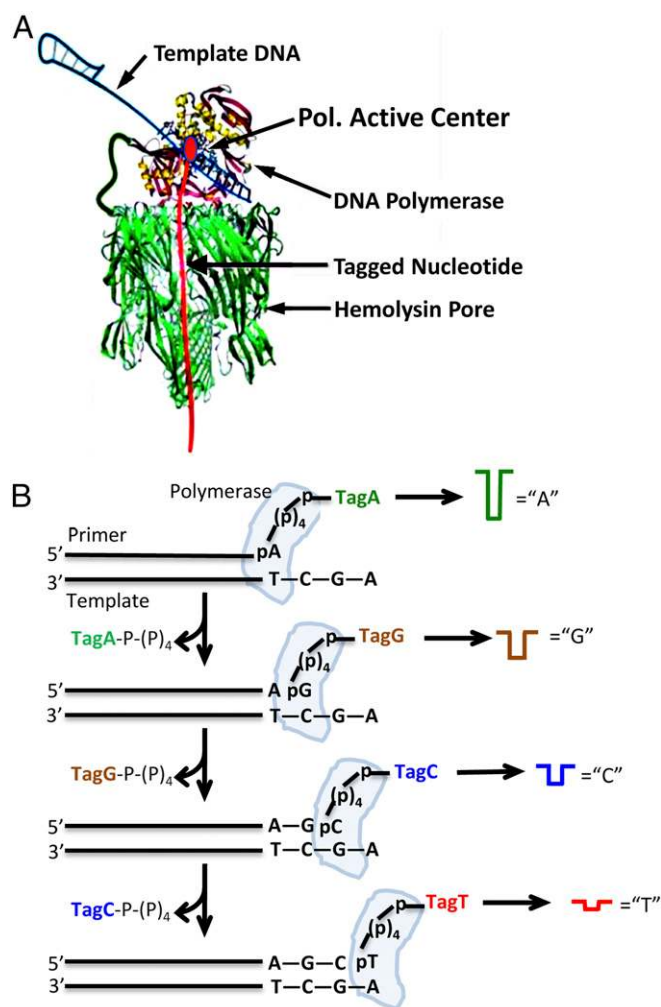 A
Template DNA
Pol. Active Center
DNA Polymerase
Tagged Nucleotide
Hemolysin Pore
B
Polymerase
p–TagA
="A"
(p)4
Primer
pA
5'
3'
T–C–G–A
Template
TagA-P-(P)4
p–TagG
="G"
(p)4
5'
A pG
3'
T–C–G–A
TagG-P-(P)4
p–TagC
="C"
(p)4
5'
A–G pC
3'
T–C–G–A
TagC-P-(P)4
p–TagT
="T"
(p)4
5'
A–G–C pT
3'
T–C–G–A